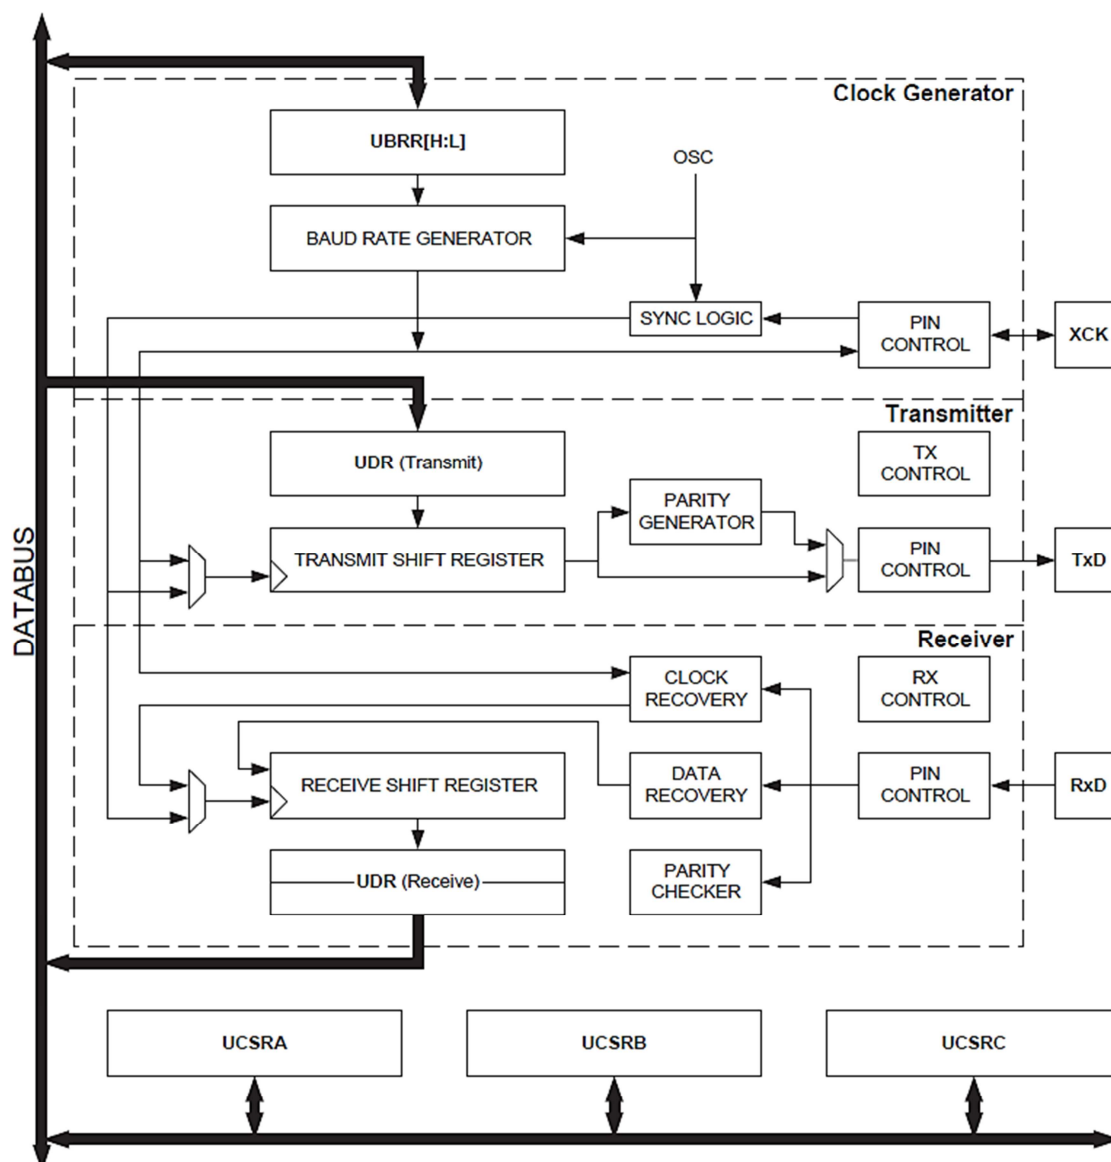 Clock Generator
UBRR[H:L]
OSC
BAUD RATE GENERATOR
SYNC LOGIC
PIN
CONTROL
XCK
Transmitter
UDR (Transmit)
TX
CONTROL
PARITY
GENERATOR
TRANSMIT SHIFT REGISTER
PIN
CONTROL
TxD
DATABUS
Receiver
CLOCK
RECOVERY
RX
CONTROL
RECEIVE SHIFT REGISTER
DATA
RECOVERY
PIN
CONTROL
RxD
UDR (Receive)
PARITY
CHECKER
UCSRA
UCSRB
UCSRC